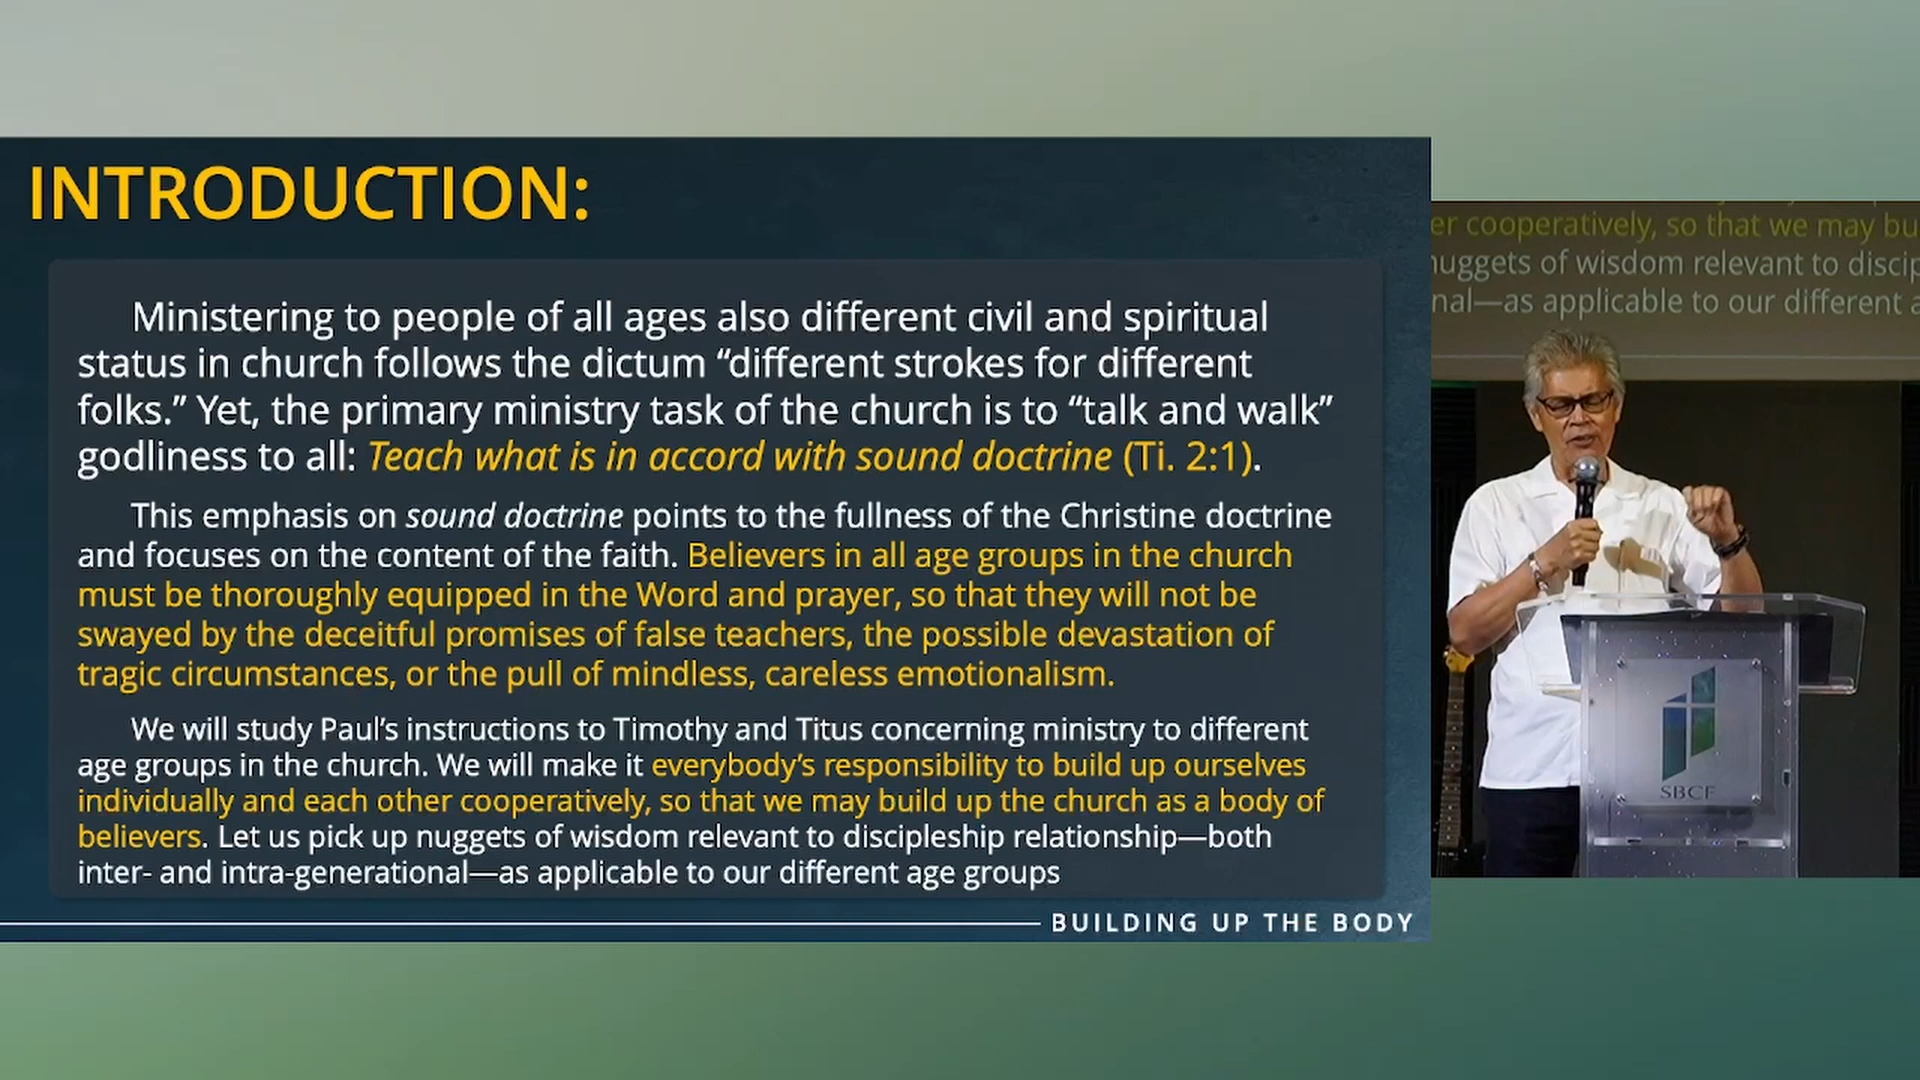 INTRODUCTION:
Ministering to people of all ages also different civil and spiritual
status in church follows the dictum “different strokes for different
folks.” Yet, the primary ministry task of the church is to “talk and walk”
godliness to all: Teach what is in accord with sound doctrine (Ti. 2:1).
This emphasis on sound doctrine points to the fullness of the Christine doctrine
and focuses on the content of the faith. Believers in all age groups in the church
must be thoroughly equipped in the Word and prayer, so that they will not be
swayed by the deceitful promises of false teachers, the possible devastation of
tragic circumstances, or the pull of mindless, careless emotionalism.
We will study Paul’s instructions to Timothy and Titus concerning ministry to different
age groups in the church. We will make it everybody’s responsibility to build up ourselves
individually and each other cooperatively, so that we may build up the church as a body of
believers. Let us pick up nuggets of wisdom relevant to discipleship relationship—both
inter- and intra-generational—as applicable to our different age groups
BUILDING UP THE BODY
er cooperatively, so that we may bu
nuggets of wisdom relevant to discip
nal—as applicable to our different a
SBCF